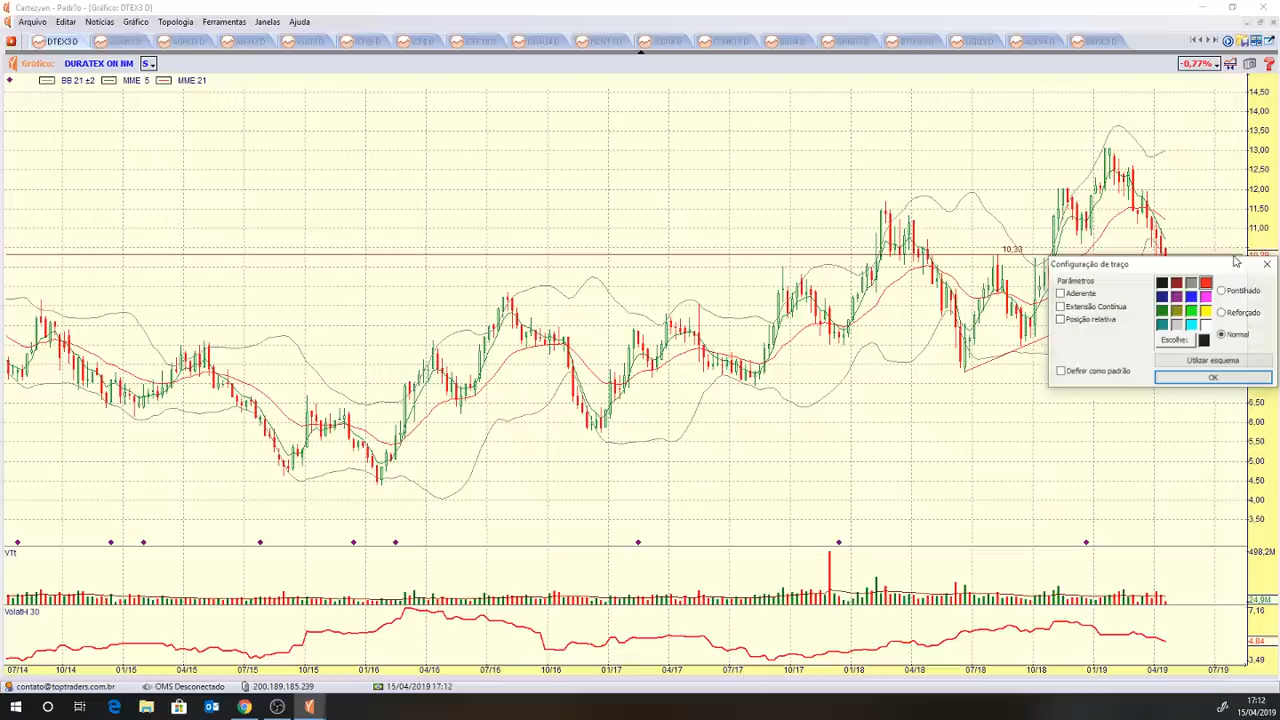 Cartezyan - Padr?o - [Gráfico: DTEX3 D]
Arquivo Editar Notícias Gráfico Topologia Ferramentas Janelas Ajuda
DTEX3D
Gráfico: DURATEX ON NM S
-0,77%
BB 21 ±2 MME 5 MME 21
14,50
14,00
13,50
13,00
12,50
12,00
11,50
11,00
10,33
Configuração de traço
Parâmetros
Aderente
Extensão Contínua
Posição relativa
Pontilhado
Reforçado
Normal
Escolhe:
Utilizar esquema
Definir como padrão
OK
6,50
6,00
5,50
5,00
4,50
4,00
3,50
VTt
498,2M
24,9M
VolatH 30
7,16
4,84
3,49
07/14 10/14 01/15 04/15 07/15 10/15 01/16 04/16 07/16 10/16 01/17 04/17 07/17 10/17 01/18 04/18 07/18 10/18 01/19 04/19 07/19
contato@toptraders.com.br OMS Desconectado 200.189.185.239 15/04/2019 17:12
17:12
15/04/2019